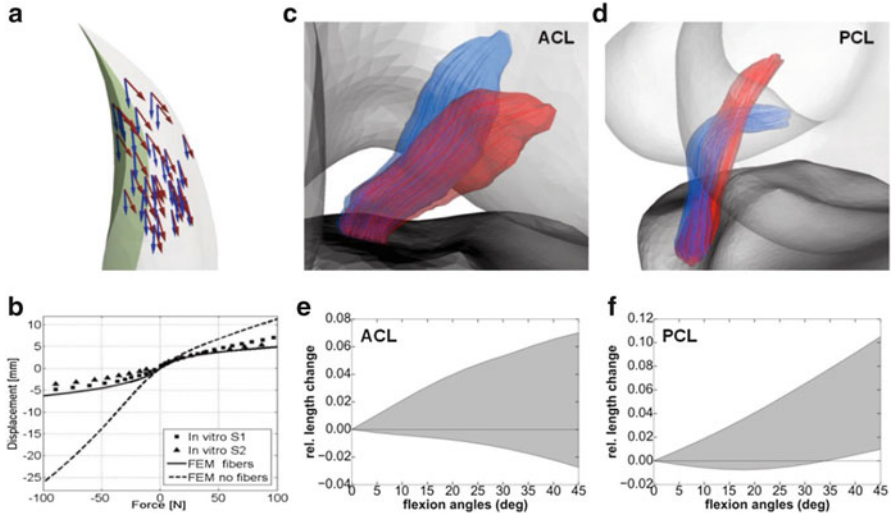 a
c
ACL
d
PCL
b
Displacement [mm]
10
5
0
-5
-10
-15
-20
-25
-100
-50
0
50
100
Force [N]
In vitro S1
In vitro S2
FEM fibers
FEM no fibers
e
ACL
rel. length change
0.08
0.06
0.04
0.02
0.00
−0.02
−0.04
0 5 10 15 20 25 30 35 40 45
flexion angles (deg)
f
PCL
rel. length change
0.12
0.10
0.08
0.06
0.04
0.02
0.00
−0.02
0 5 10 15 20 25 30 35 40 45
flexion angles (deg)